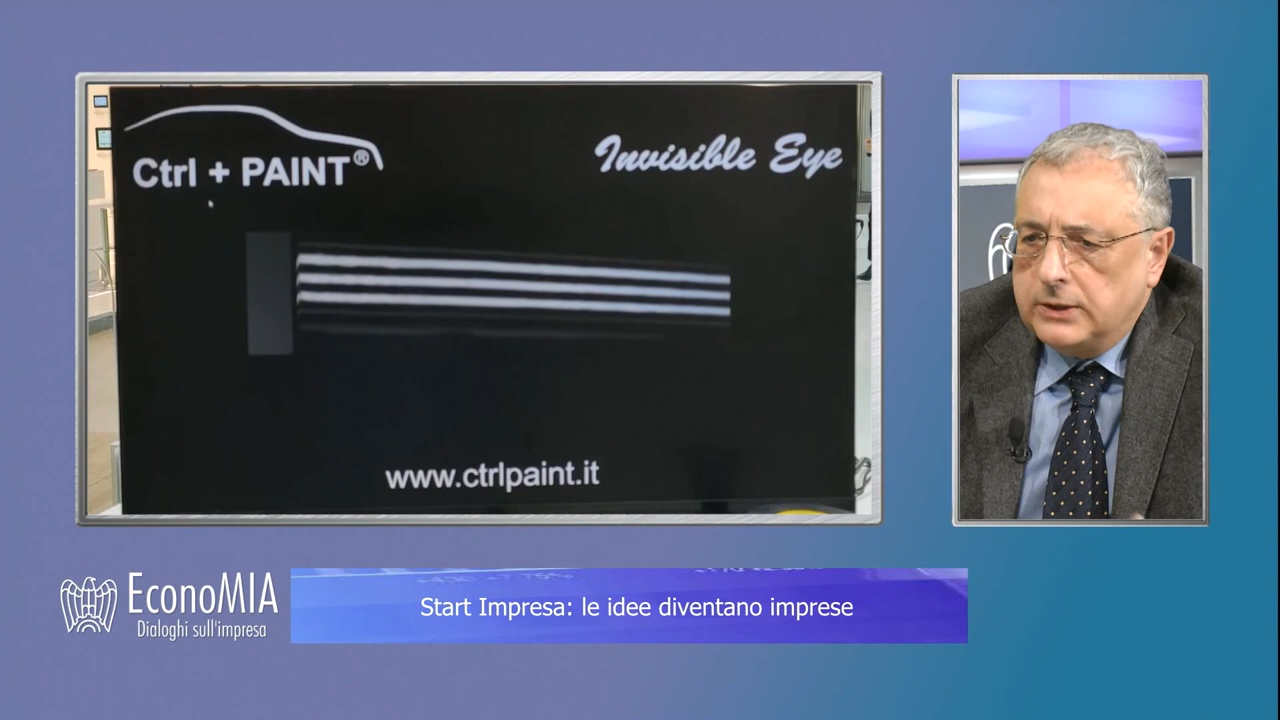 Ctrl + PAINT®
Invisible Eye
www.ctrlpaint.it
EconoMIA
Dialoghi sull'impresa
Start Impresa: le idee diventano imprese